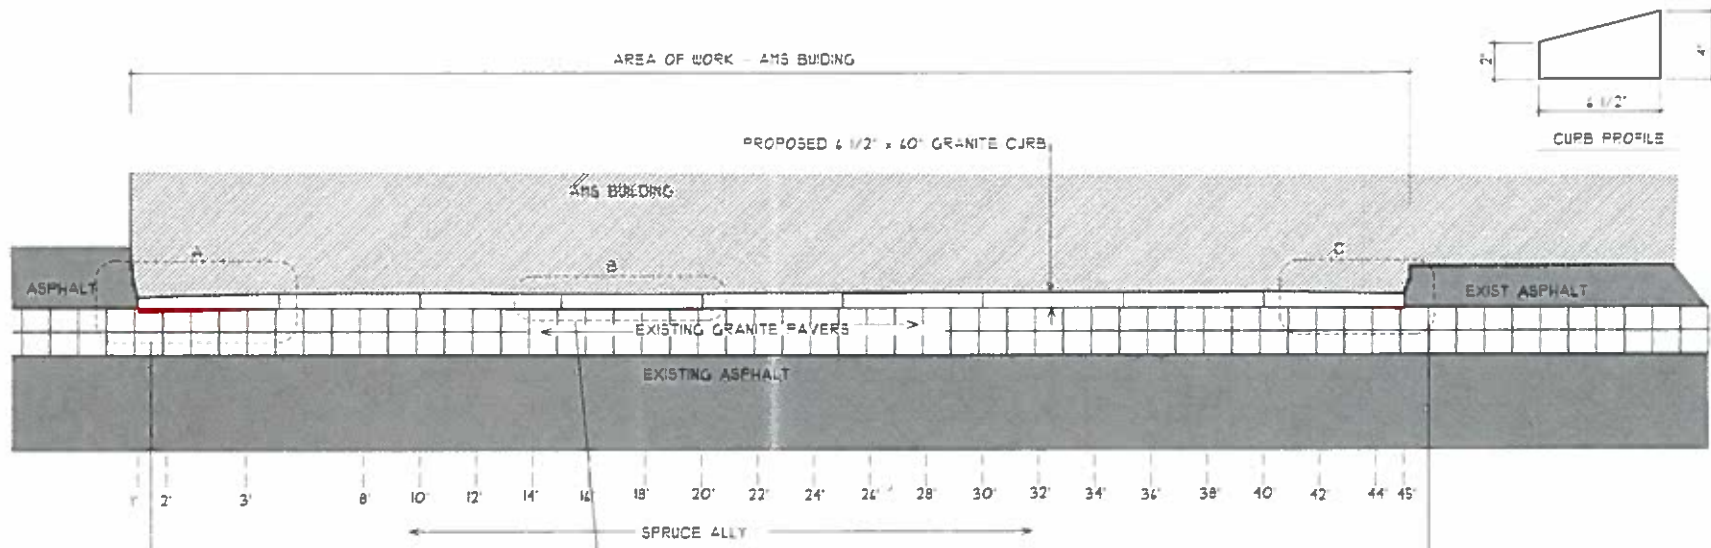 AREA OF WORK - AMS BUIDING
2"
4"
6 1/2"
CURB PROFILE
PROPOSED 6 1/2" x 60" GRANITE CURB
AMS BUILDING
A
B
C
ASPHALT
EXIST ASPHALT
EXISTING GRANITE PAVERS
EXISTING ASPHALT
1' 2' 3' 8' 10' 12' 14' 16' 18' 20' 22' 24' 26' 28' 30' 32' 34' 36' 38' 40' 42' 44' 45'
SPRUCE ALLY